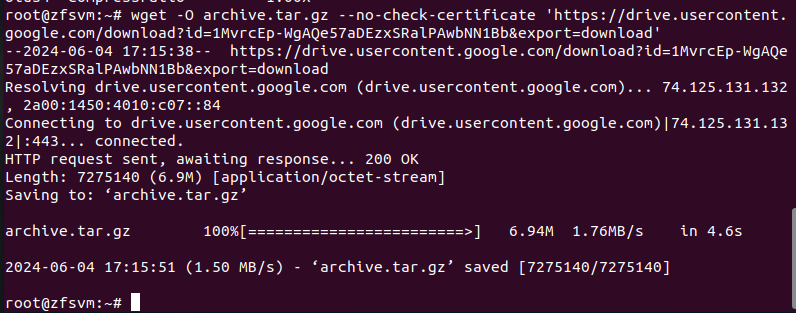 root@zfsvm:~# wget -O archive.tar.gz --no-check-certificate 'https://drive.usercontent.
google.com/download?id=1MvrcEp-WgAQe57aDEzxSRalPAwbNN1Bb&export=download'
--2024-06-04 17:15:38--  https://drive.usercontent.google.com/download?id=1MvrcEp-WgAQe
57aDEzxSRalPAwbNN1Bb&export=download
Resolving drive.usercontent.google.com (drive.usercontent.google.com)... 74.125.131.132
, 2a00:1450:4010:c07::84
Connecting to drive.usercontent.google.com (drive.usercontent.google.com)|74.125.131.13
2|:443... connected.
HTTP request sent, awaiting response... 200 OK
Length: 7275140 (6.9M) [application/octet-stream]
Saving to: ‘archive.tar.gz’
archive.tar.gz        100%[========================>]   6.94M  1.76MB/s    in 4.6s
2024-06-04 17:15:51 (1.50 MB/s) - ‘archive.tar.gz’ saved [7275140/7275140]
root@zfsvm:~#